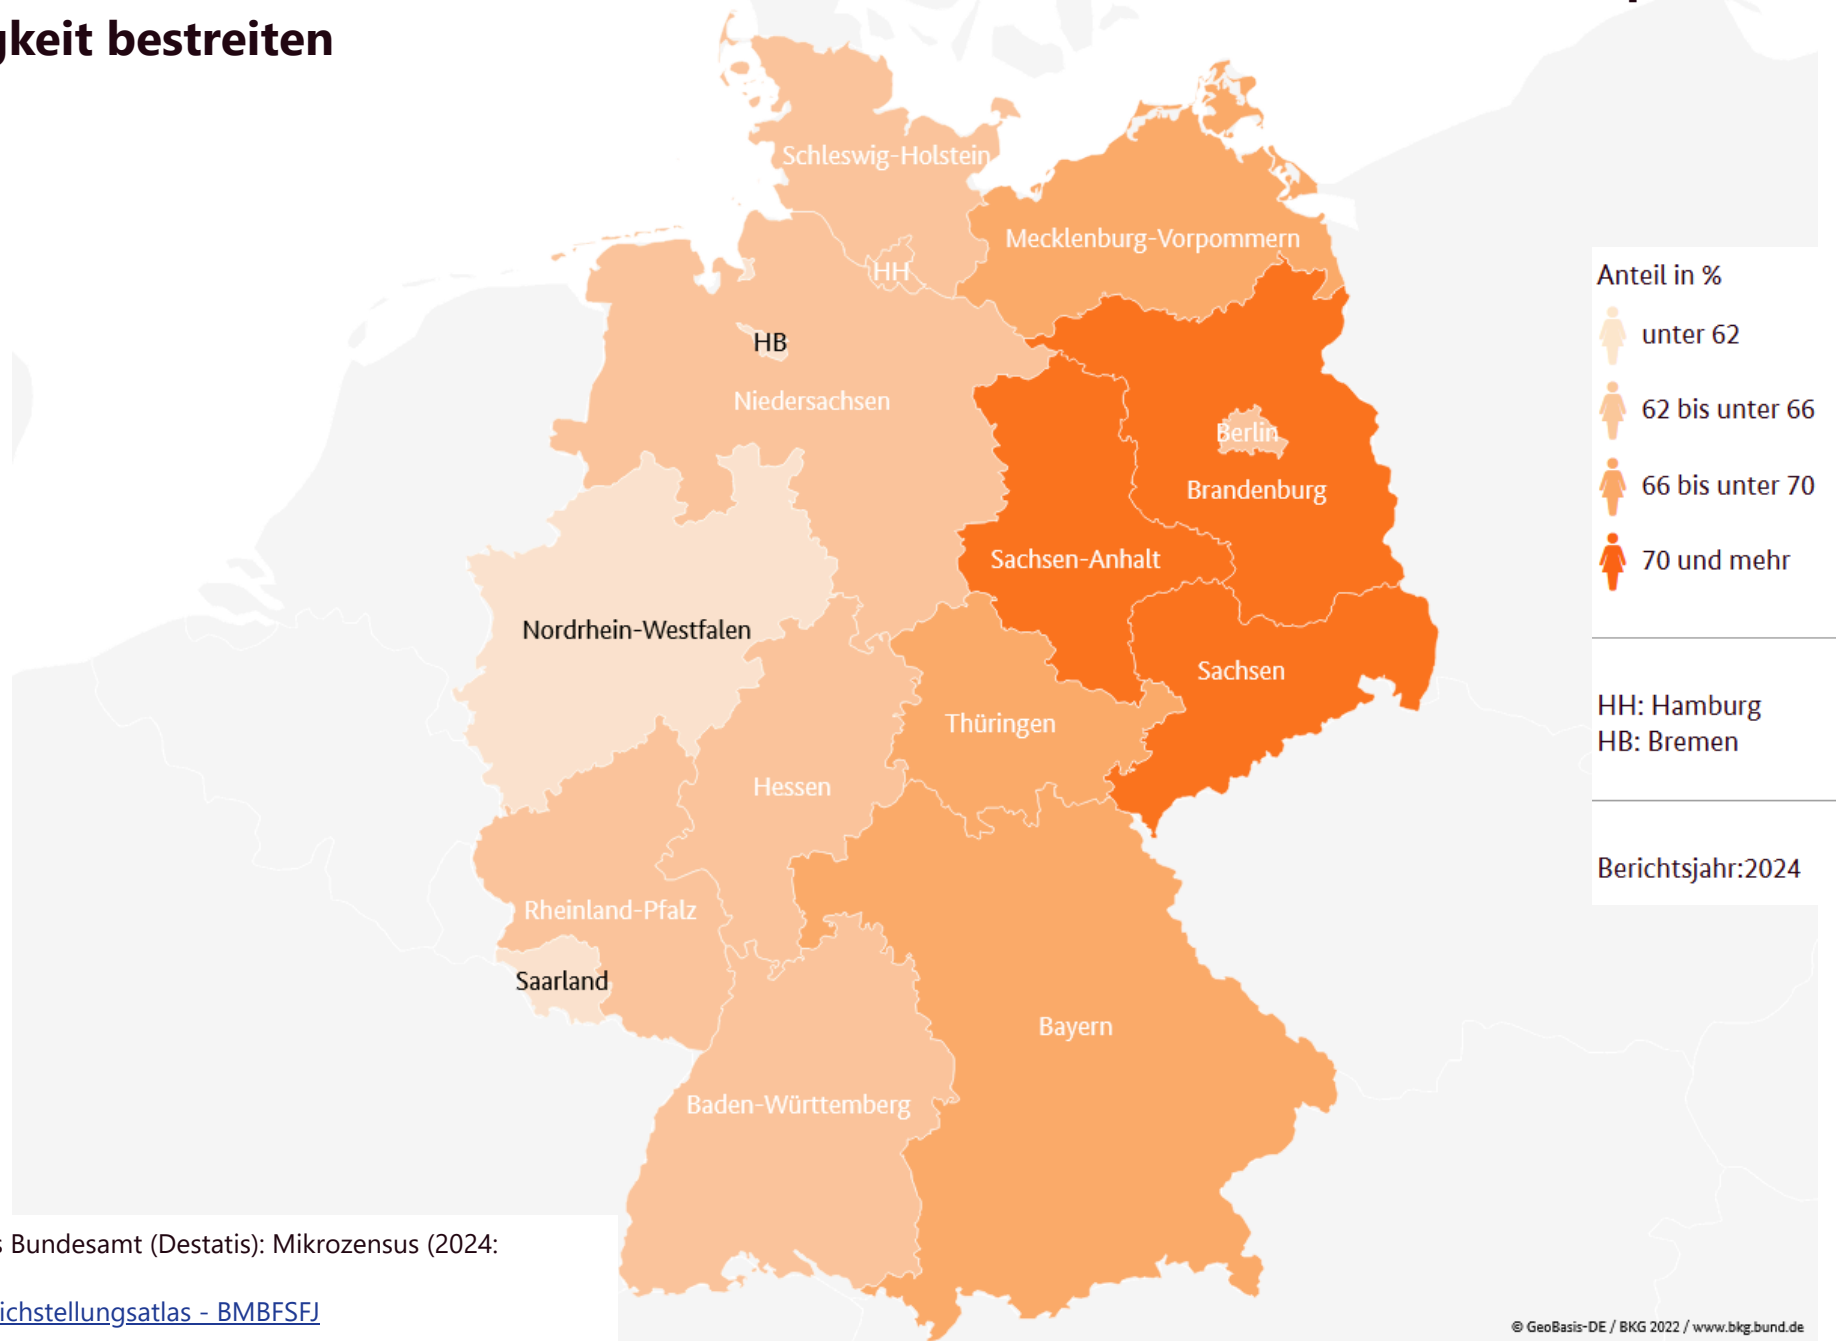 bestreiten
Schleswig-Holstein
Mecklenburg-Vorpommern
HH
HB
Niedersachsen
Berlin
Brandenburg
Sachsen-Anhalt
Nordrhein-Westfalen
Sachsen
Thüringen
Hessen
Rheinland-Pfalz
Saarland
Bayern
Baden-Württemberg
Anteil in %
unter 62
62 bis unter 66
66 bis unter 70
70 und mehr
HH: Hamburg
HB: Bremen
Berichtsjahr:2024
Bundesamt (Destatis): Mikrozensus (2024:
- BMBFSFJ
© GeoBasis-DE / BKG 2022 / www.bkg.bund.de